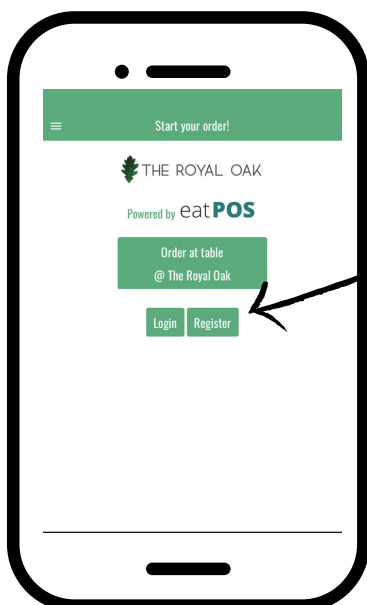 Start your order!
THE ROYAL OAK
Powered by eatPOS
Order at table
@ The Royal Oak
Login Register